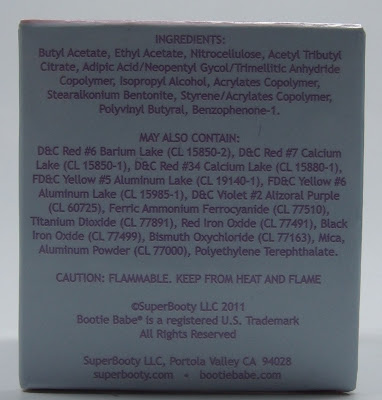 INGREDIENTS:
Butyl Acetate, Ethyl Acetate, Nitrocellulose, Acetyl Tributyl
Citrate, Adipic Acid/Neopentyl Gycol/Trimellitic Anhydride
Copolymer, Isopropyl Alcohol, Acrylates Copolymer,
Stearalkonium Bentonite, Styrene/Acrylates Copolymer,
Polyvinyl Butyral, Benzophenone-1.
MAY ALSO CONTAIN:
D&C Red #6 Barium Lake (CL 15850-2), D&C Red #7 Calcium
Lake (CL 15850-1), D&C Red #34 Calcium Lake (CL 15880-1),
FD&C Yellow #5 Aluminum Lake (CL 19140-1), FD&C Yellow #6
Aluminum Lake (CL 15985-1), D&C Violet #2 Alizoral Purple
(CL 60725), Ferric Ammonium Ferrocyanide (CL 77510),
Titanium Dioxide (CL 77891), Red Iron Oxide (CL 77491), Black
Iron Oxide (CL 77499), Bismuth Oxychloride (CL 77163), Mica,
Aluminum Powder (CL 77000), Polyethylene Terephthalate.
CAUTION: FLAMMABLE. KEEP FROM HEAT AND FLAME
©SuperBooty LLC 2011
Bootie Babe® is a registered U.S. Trademark
All Rights Reserved
SuperBooty LLC, Portola Valley CA 94028
superbooty.com • bootiebabe.com